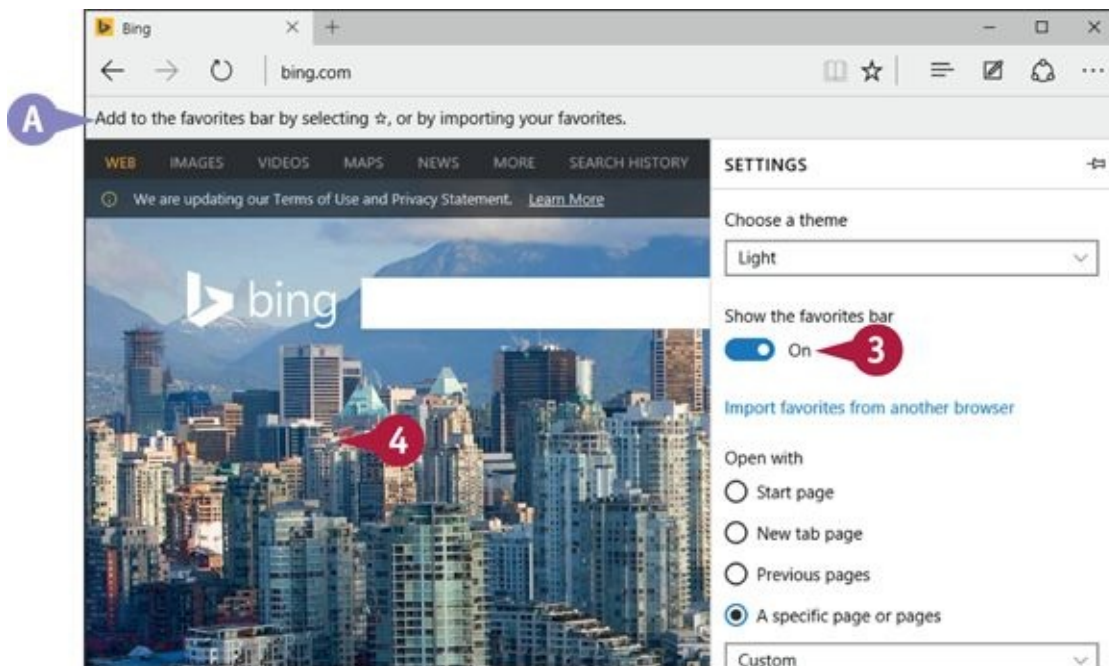 Bing
bing.com
A
Add to the favorites bar by selecting ☆, or by importing your favorites.
WEB IMAGES VIDEOS MAPS NEWS MORE SEARCH HISTORY
We are updating our Terms of Use and Privacy Statement. Learn More
bing
4
SETTINGS
Choose a theme
Light
Show the favorites bar
On
3
Import favorites from another browser
Open with
Start page
New tab page
Previous pages
A specific page or pages
Custom